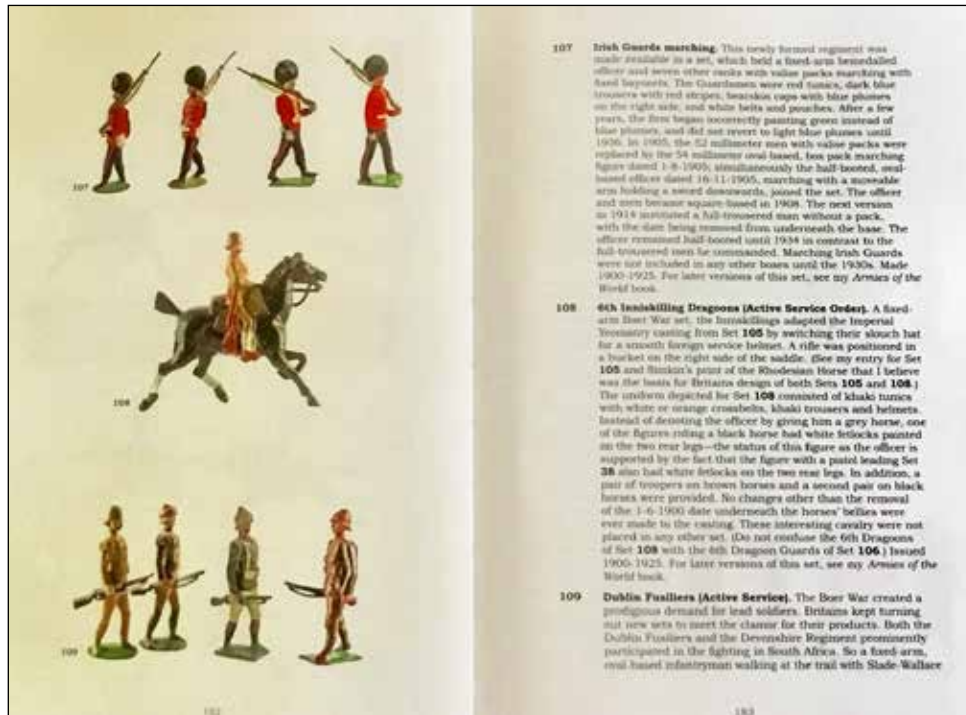 107
108
109
182
107 Irish Guards marching. This newly formed regiment was
made available in a set, which held a fixed-arm bemedalled
officer and seven other ranks with valise packs marching with
fixed bayonets. The Guardsmen wore red tunics, dark blue
trousers with red stripes, bearskin caps with blue plumes
on the right side, and white belts and pouches. After a few
years, the firm began incorrectly painting green instead of
blue plumes, and did not revert to light blue plumes until
1936. In 1905, the 52 millimeter men with valise packs were
replaced by the 54 millimeter oval-based, box pack marching
figure dated 1-8-1905; simultaneously the half-booted, oval-
based officer dated 16-11-1905, marching with a moveable
arm holding a sword downwards, joined the set. The officer
and men became square-based in 1908. The next version
in 1914 instituted a full-trousered man without a pack,
with the date being removed from underneath the base. The
officer remained half-booted until 1934 in contrast to the
full-trousered men he commanded. Marching Irish Guards
were not included in any other boxes until the 1930s. Made
1900-1925. For later versions of this set, see my Armies of the
World book.
108 6th Inniskilling Dragoons (Active Service Order). A fixed-
arm Boer War set, the Inniskillings adapted the Imperial
Yeomanry casting from Set 105 by switching their slouch hat
for a smooth foreign service helmet. A rifle was positioned in
a bucket on the right side of the saddle. (See my entry for Set
105 and Simkin's print of the Rhodesian Horse that I believe
was the basis for Britains design of both Sets 105 and 108.)
The uniform depicted for Set 108 consisted of khaki tunics
with white or orange crossbelts, khaki trousers and helmets.
Instead of denoting the officer by giving him a grey horse, one
of the figures riding a black horse had white fetlocks painted
on the two rear legs—the status of this figure as the officer is
supported by the fact that the figure with a pistol leading Set
38 also had white fetlocks on the two rear legs. In addition, a
pair of troopers on brown horses and a second pair on black
horses were provided. No changes other than the removal
of the 1-6-1900 date underneath the horses' bellies were
ever made to the casting. These interesting cavalry were not
placed in any other set. (Do not confuse the 6th Dragoons
of Set 108 with the 6th Dragoon Guards of Set 106.) Issued
1900-1925. For later versions of this set, see my Armies of the
World book.
109 Dublin Fusiliers (Active Service). The Boer War created a
prodigious demand for lead soldiers. Britains kept turning
out new sets to meet the clamor for their products. Both the
Dublin Fusiliers and the Devonshire Regiment prominently
participated in the fighting in South Africa. So a fixed-arm,
oval-based infantryman walking at the trail with Slade-Wallace
183